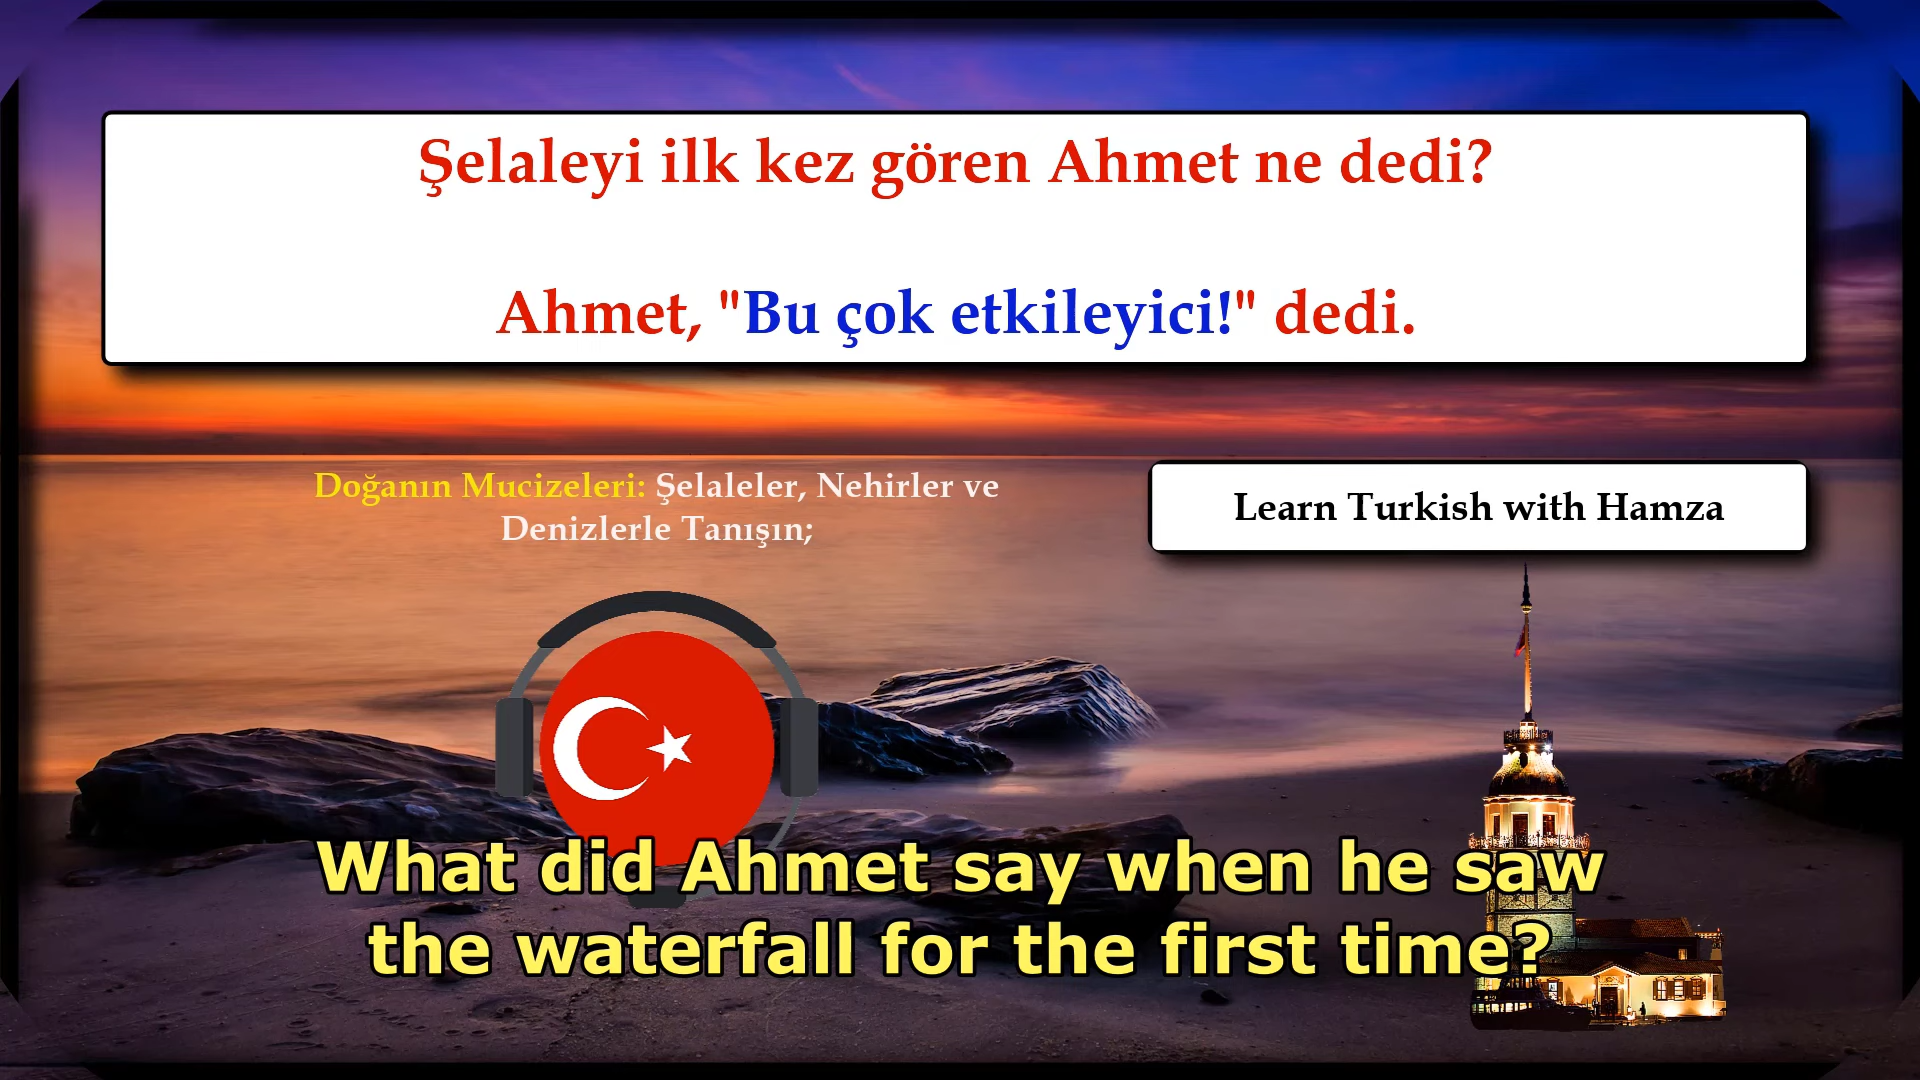 Şelaleyi ilk kez gören Ahmet ne dedi?
Ahmet, "Bu çok etkileyici!" dedi.
Doğanın Mucizeleri: Şelaleler, Nehirler ve
Denizlerle Tanışın;
Learn Turkish with Hamza
What did Ahmet say when he saw
the waterfall for the first time?